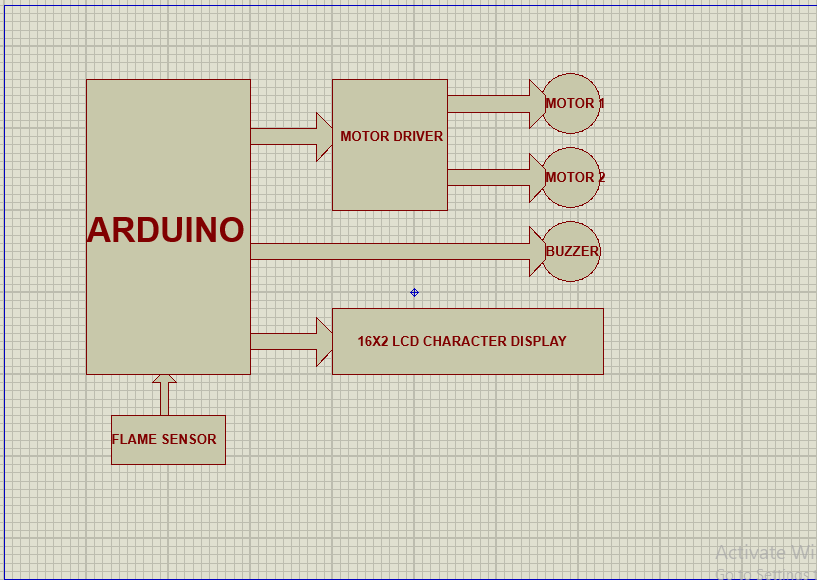 MOTOR 1
MOTOR DRIVER
MOTOR 2
ARDUINO
BUZZER
16X2 LCD CHARACTER DISPLAY
FLAME SENSOR
Activate Wi
Go to Settings